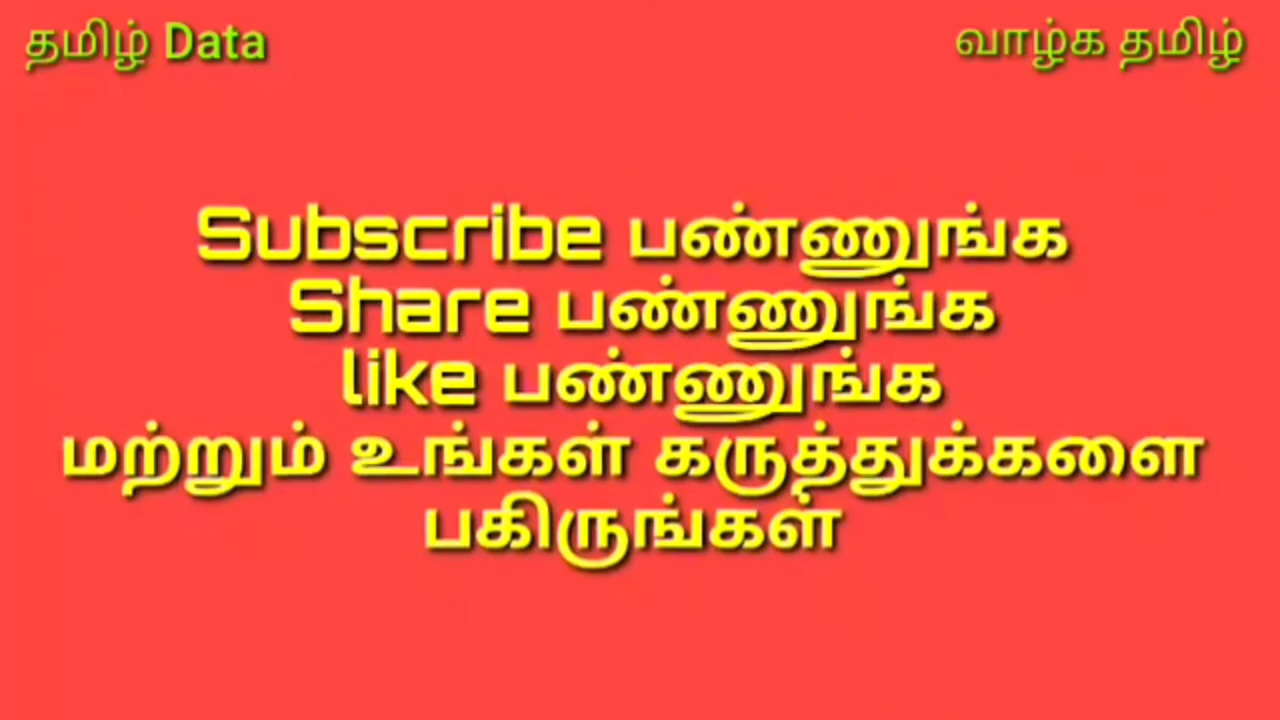 தமிழ் Data
வாழ்க தமிழ்
Subscribe பண்ணுங்க
Share பண்ணுங்க
like பண்ணுங்க
மற்றும் உங்கள் கருத்துக்களை
பகிருங்கள்